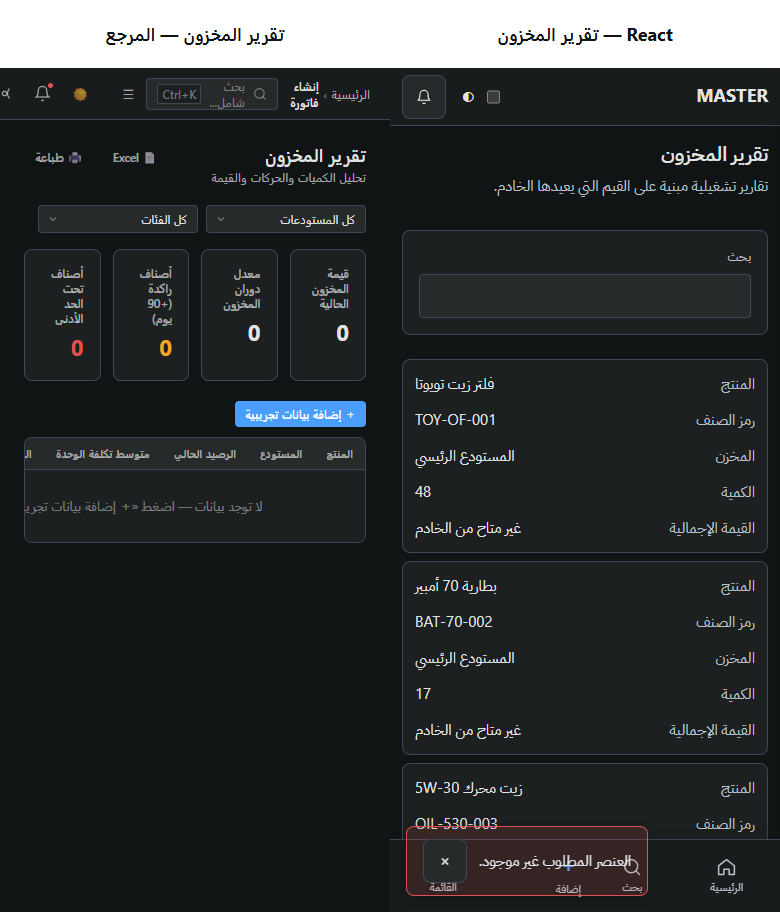 React — تقرير المخزون
MASTER
تقرير المخزون
تقارير تشغيلية مبنية على القيم التي يعيدها الخادم.
بحث
المنتج فلتر زيت تويوتا
رمز الصنف TOY-OF-001
المخزن المستودع الرئيسي
الكمية 48
القيمة الإجمالية غير متاح من الخادم
المنتج بطارية 70 أمبير
رمز الصنف BAT-70-002
المخزن المستودع الرئيسي
الكمية 17
القيمة الإجمالية غير متاح من الخادم
المنتج زيت محرك 5W-30
رمز الصنف OIL-530-003
العنصر المطلوب غير موجود. ×
الرئيسية بحث إضافة القائمة
تقرير المخزون — المرجع
الرئيسية › إنشاء فاتورة
بحث شامل... Ctrl+K
تقرير المخزون
تحليل الكميات والحركات والقيمة
Excel طباعة
كل المستودعات كل الفئات
قيمة المخزون الحالية
0
معدل دوران المخزون
0
أصناف راكدة (+90 يوم)
0
أصناف تحت الحد الأدنى
0
+ إضافة بيانات تجريبية
المنتج المستودع الرصيد الحالي متوسط تكلفة الوحدة
لا توجد بيانات — اضغط «+ إضافة بيانات